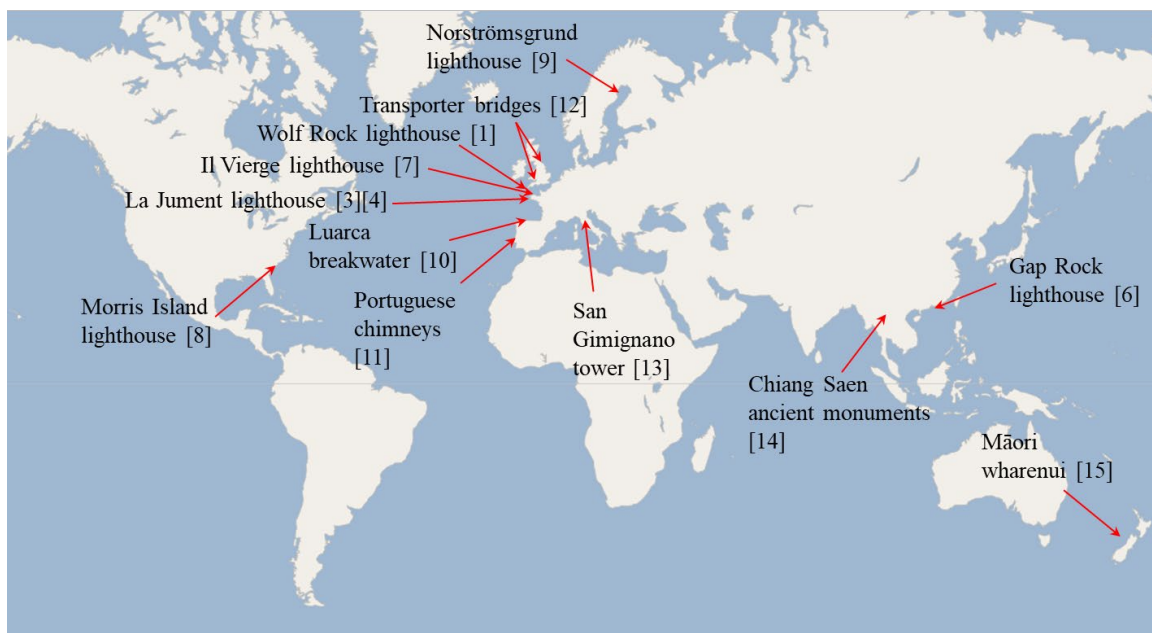 Norströmsgrund
lighthouse [9]
Transporter bridges [12]
Wolf Rock lighthouse [1]
Il Vierge lighthouse [7]
La Jument lighthouse [3][4]
Luarca
breakwater [10]
Portuguese
chimneys
[11]
Morris Island
lighthouse [8]
San
Gimignano
tower [13]
Gap Rock
lighthouse [6]
Chiang Saen
ancient monuments
[14]
Māori
wharenui [15]